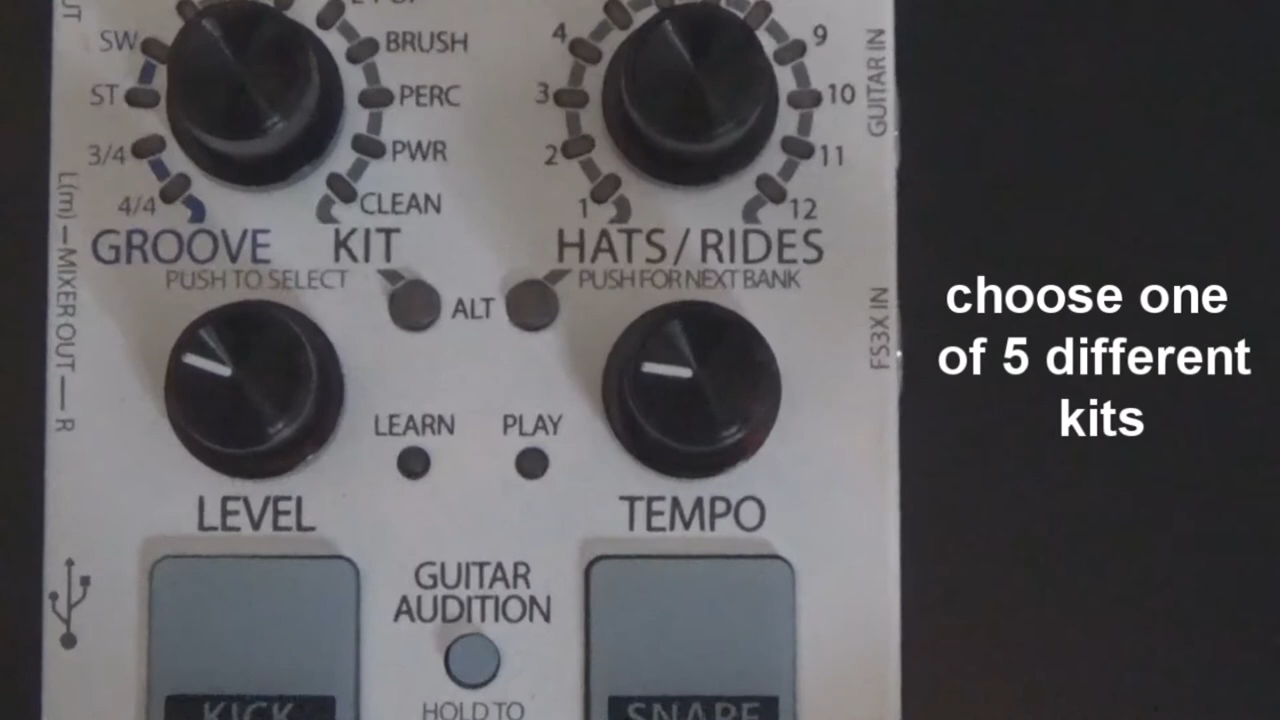 SW
BRUSH
ST
PERC
3/4
PWR
4/4
CLEAN
GROOVE
KIT
PUSH TO SELECT
4
9
3
10
2
11
1
12
HATS/RIDES
PUSH FOR NEXT BANK
ALT
GUITAR IN
FS3X IN
L(m) — MIXER OUT — R
LEARN
PLAY
LEVEL
TEMPO
GUITAR
AUDITION
KICK
HOLD TO
SNARE
choose one
of 5 different
kits